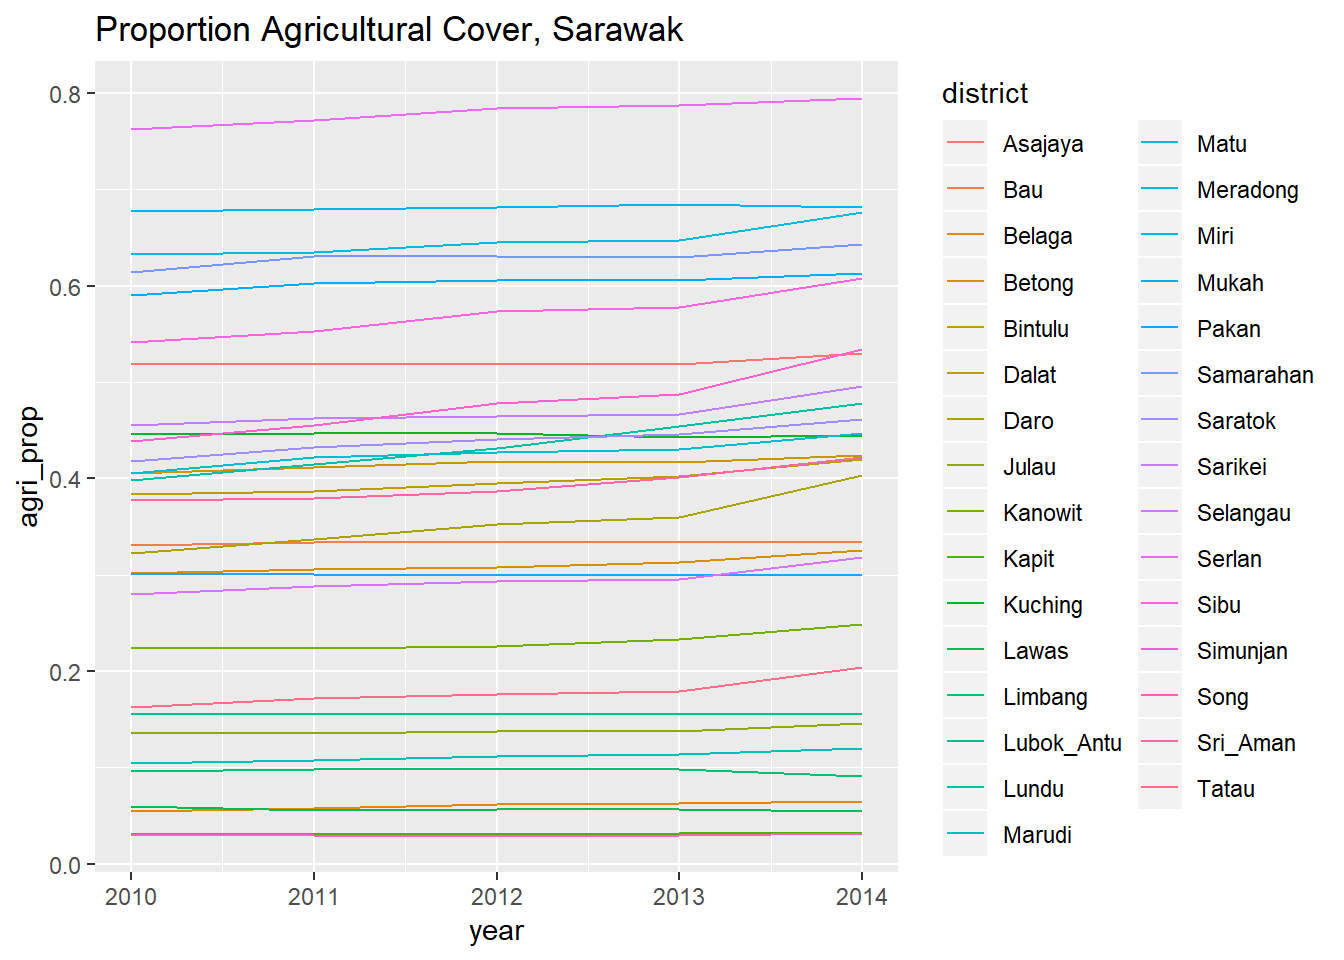 Proportion Agricultural Cover, Sarawak
0.8
0.6
0.4
0.2
0.0
agri_prop
2010 2011 2012 2013 2014
year
district
Asajaya
Bau
Belaga
Betong
Bintulu
Dalat
Daro
Julau
Kanowit
Kapit
Kuching
Lawas
Limbang
Lubok_Antu
Lundu
Marudi
Matu
Meradong
Miri
Mukah
Pakan
Samarahan
Saratok
Sarikei
Selangau
Serlan
Sibu
Simunjan
Song
Sri_Aman
Tatau